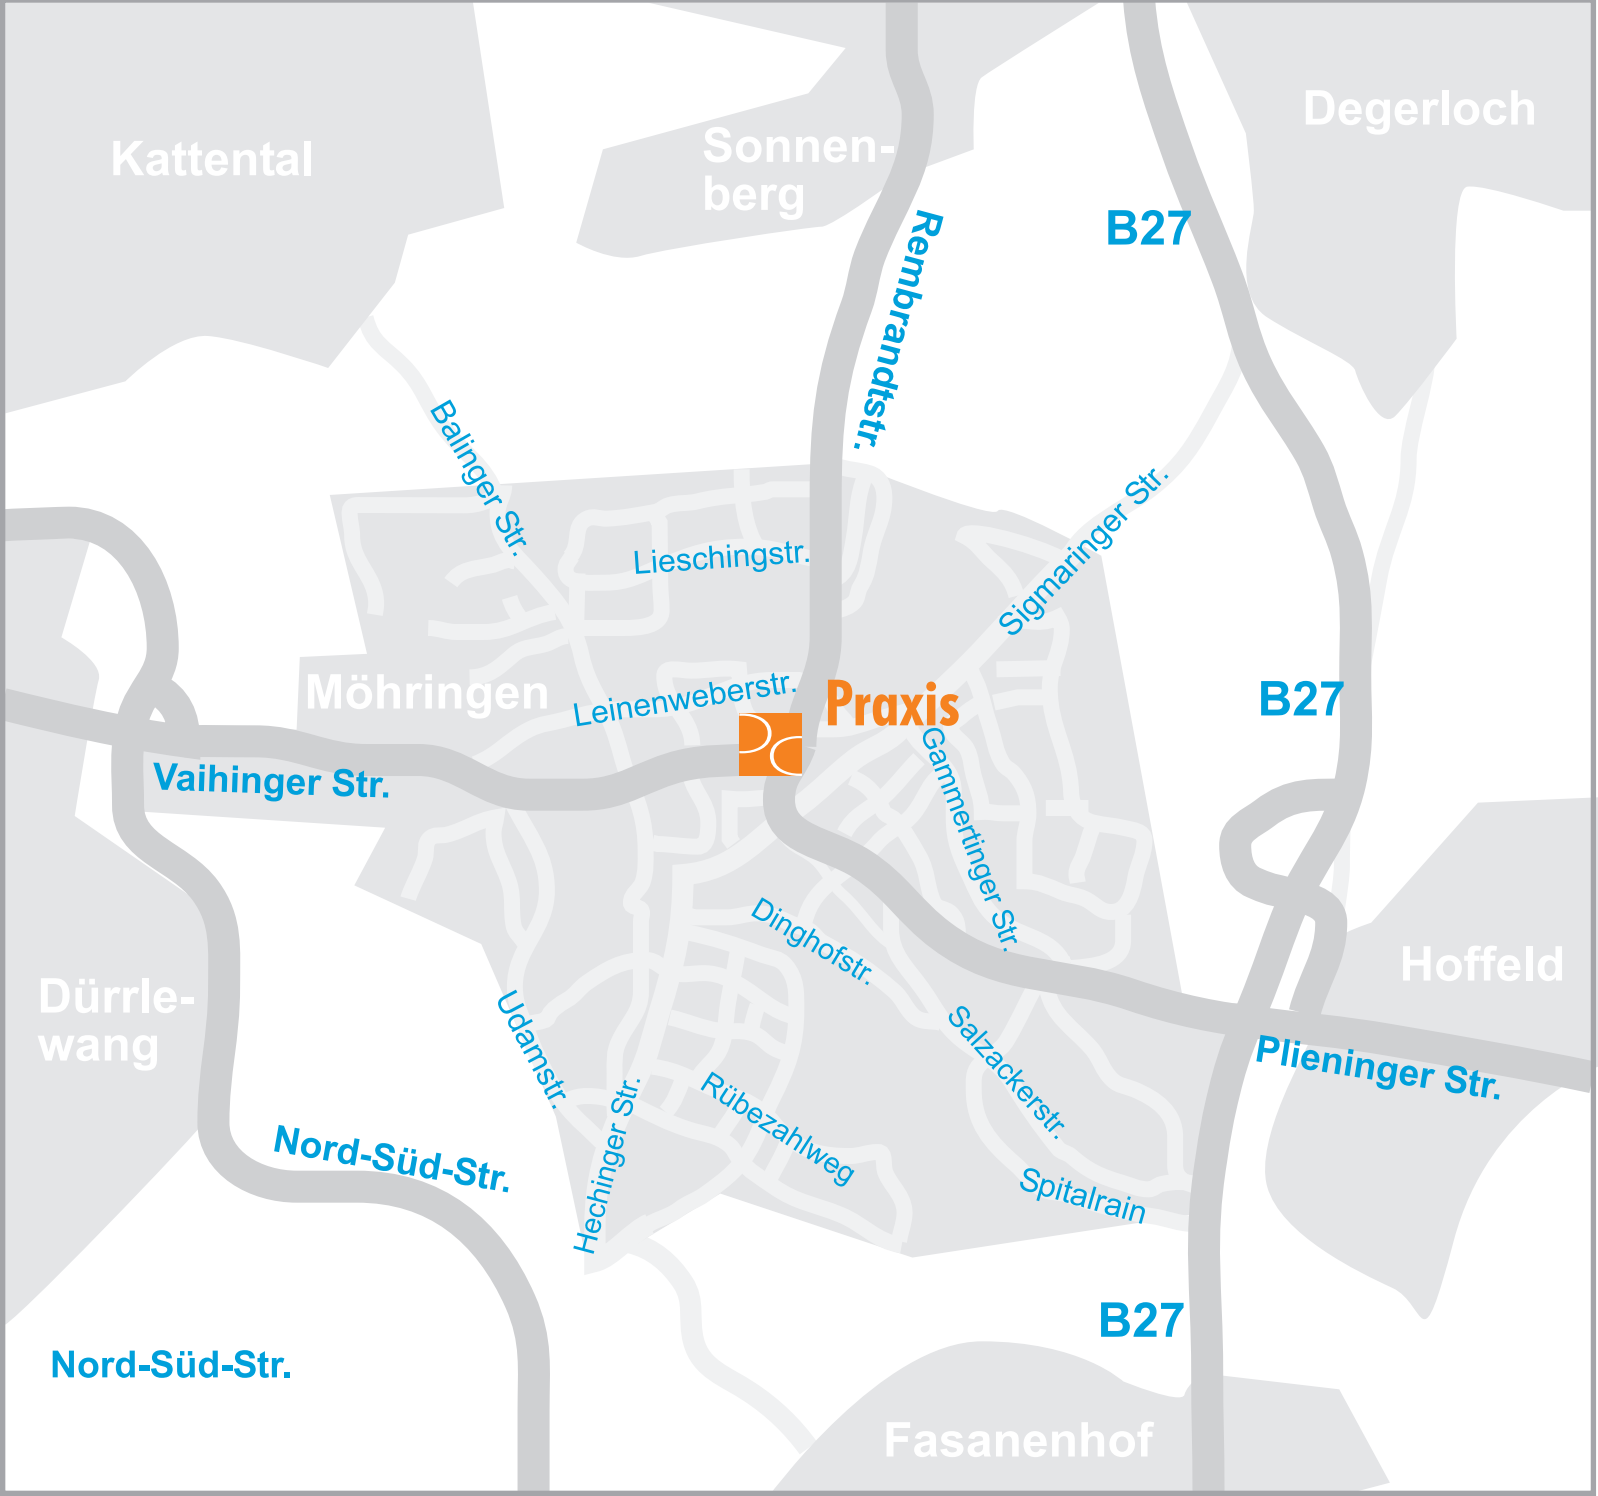 Degerloch
Kattental
Sonnen-
berg
B27
Rembrandtstr.
Balinger Str.
Sigmaringer Str.
Lieschingstr.
Möhringen
Leinenweberstr.
Praxis
B27
Vaihinger Str.
Gammertinger Str.
Dinghofstr.
Hoffeld
Dürrle-
wang
Udamstr.
Salzackerstr.
Plieninger Str.
Rübezahlweg
Hechinger Str.
Nord-Süd-Str.
Spitalrain
B27
Nord-Süd-Str.
Fasanenhof